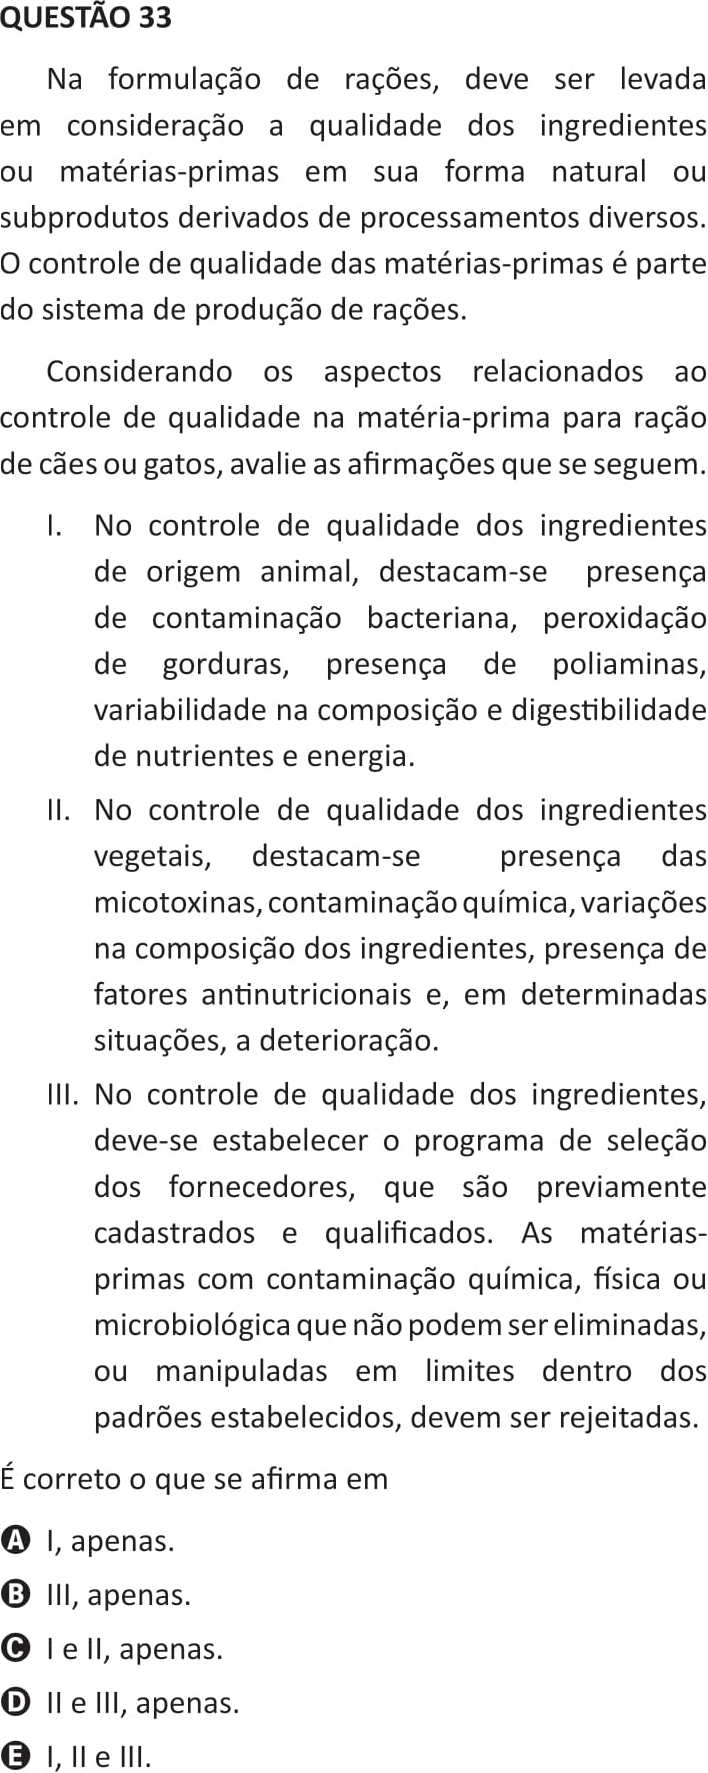 QUESTÃO 33
Na formulação de rações, deve ser levada
em consideração a qualidade dos ingredientes
ou matérias-primas em sua forma natural ou
subprodutos derivados de processamentos diversos.
O controle de qualidade das matérias-primas é parte
do sistema de produção de rações.
Considerando os aspectos relacionados ao
controle de qualidade na matéria-prima para ração
de cães ou gatos, avalie as afirmações que se seguem.
I. No controle de qualidade dos ingredientes
de origem animal, destacam-se presença
de contaminação bacteriana, peroxidação
de gorduras, presença de poliaminas,
variabilidade na composição e digestibilidade
de nutrientes e energia.
II. No controle de qualidade dos ingredientes
vegetais, destacam-se presença das
micotoxinas, contaminação química, variações
na composição dos ingredientes, presença de
fatores antinutricionais e, em determinadas
situações, a deterioração.
III. No controle de qualidade dos ingredientes,
deve-se estabelecer o programa de seleção
dos fornecedores, que são previamente
cadastrados e qualificados. As matérias-
primas com contaminação química, física ou
microbiológica que não podem ser eliminadas,
ou manipuladas em limites dentro dos
padrões estabelecidos, devem ser rejeitadas.
É correto o que se afirma em
A I, apenas.
B III, apenas.
C I e II, apenas.
D II e III, apenas.
E I, II e III.